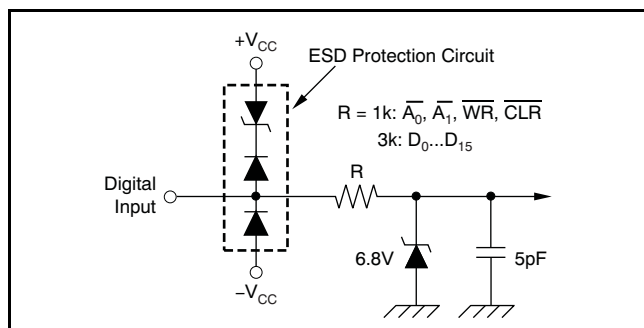 +V_CC
ESD Protection Circuit
R = 1k: A̅₀, A̅₁, W̅R̅, C̅L̅R̅
3k: D₀...D₁₅
R
Digital
Input
6.8V
5pF
–V_CC